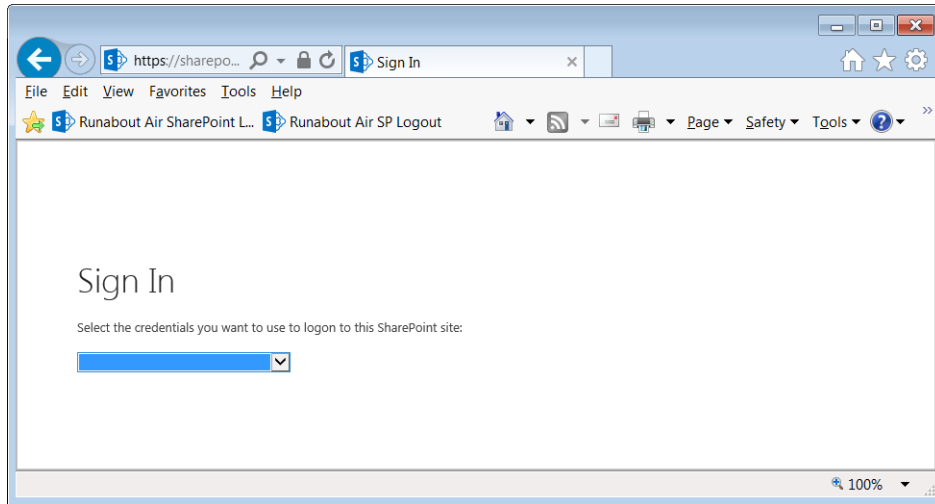 https://sharepo... Sign In
File Edit View Favorites Tools Help
Runabout Air SharePoint L... Runabout Air SP Logout Page Safety Tools »
Sign In
Select the credentials you want to use to logon to this SharePoint site:
100%